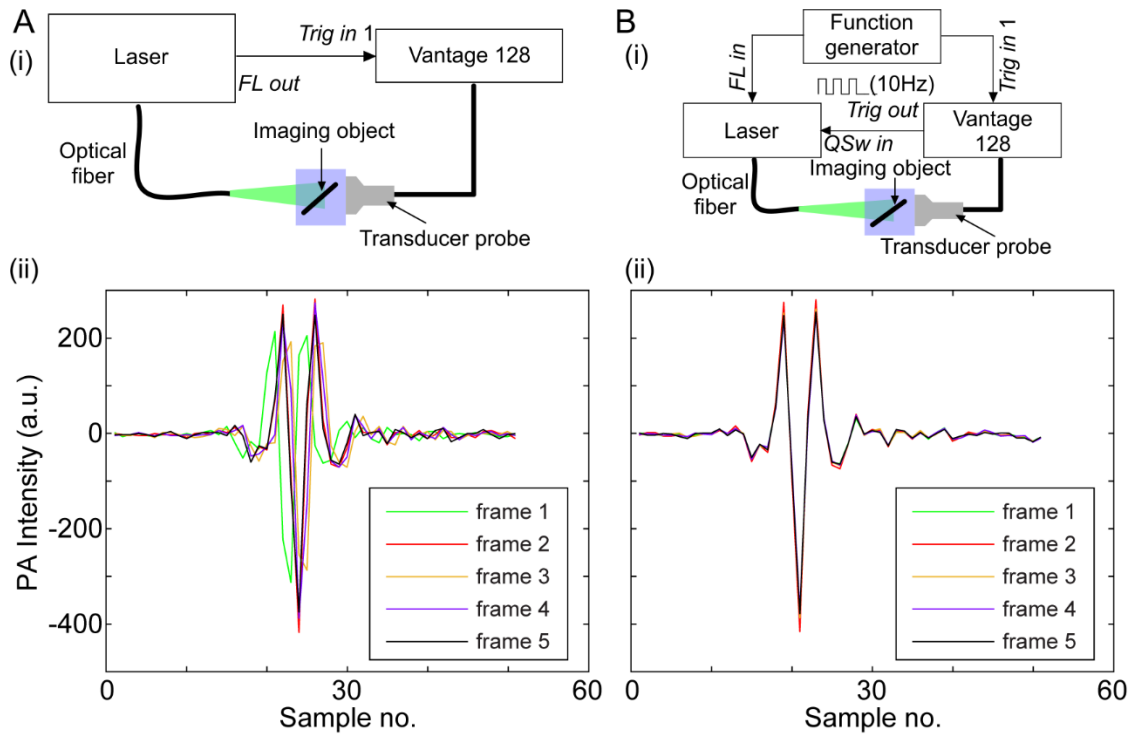 A
(i)
Laser
Trig in 1
FL out
Vantage 128
Imaging object
Optical
fiber
Transducer probe
(ii)
PA Intensity (a.u.)
200
0
-200
-400
frame 1
frame 2
frame 3
frame 4
frame 5
0
30
60
Sample no.
B
(i)
Function
generator
FL in
(10Hz)
Trig in 1
Trig out
Laser
QSw in
Vantage
128
Imaging object
Optical
fiber
Transducer probe
(ii)
frame 1
frame 2
frame 3
frame 4
frame 5
0
30
60
Sample no.